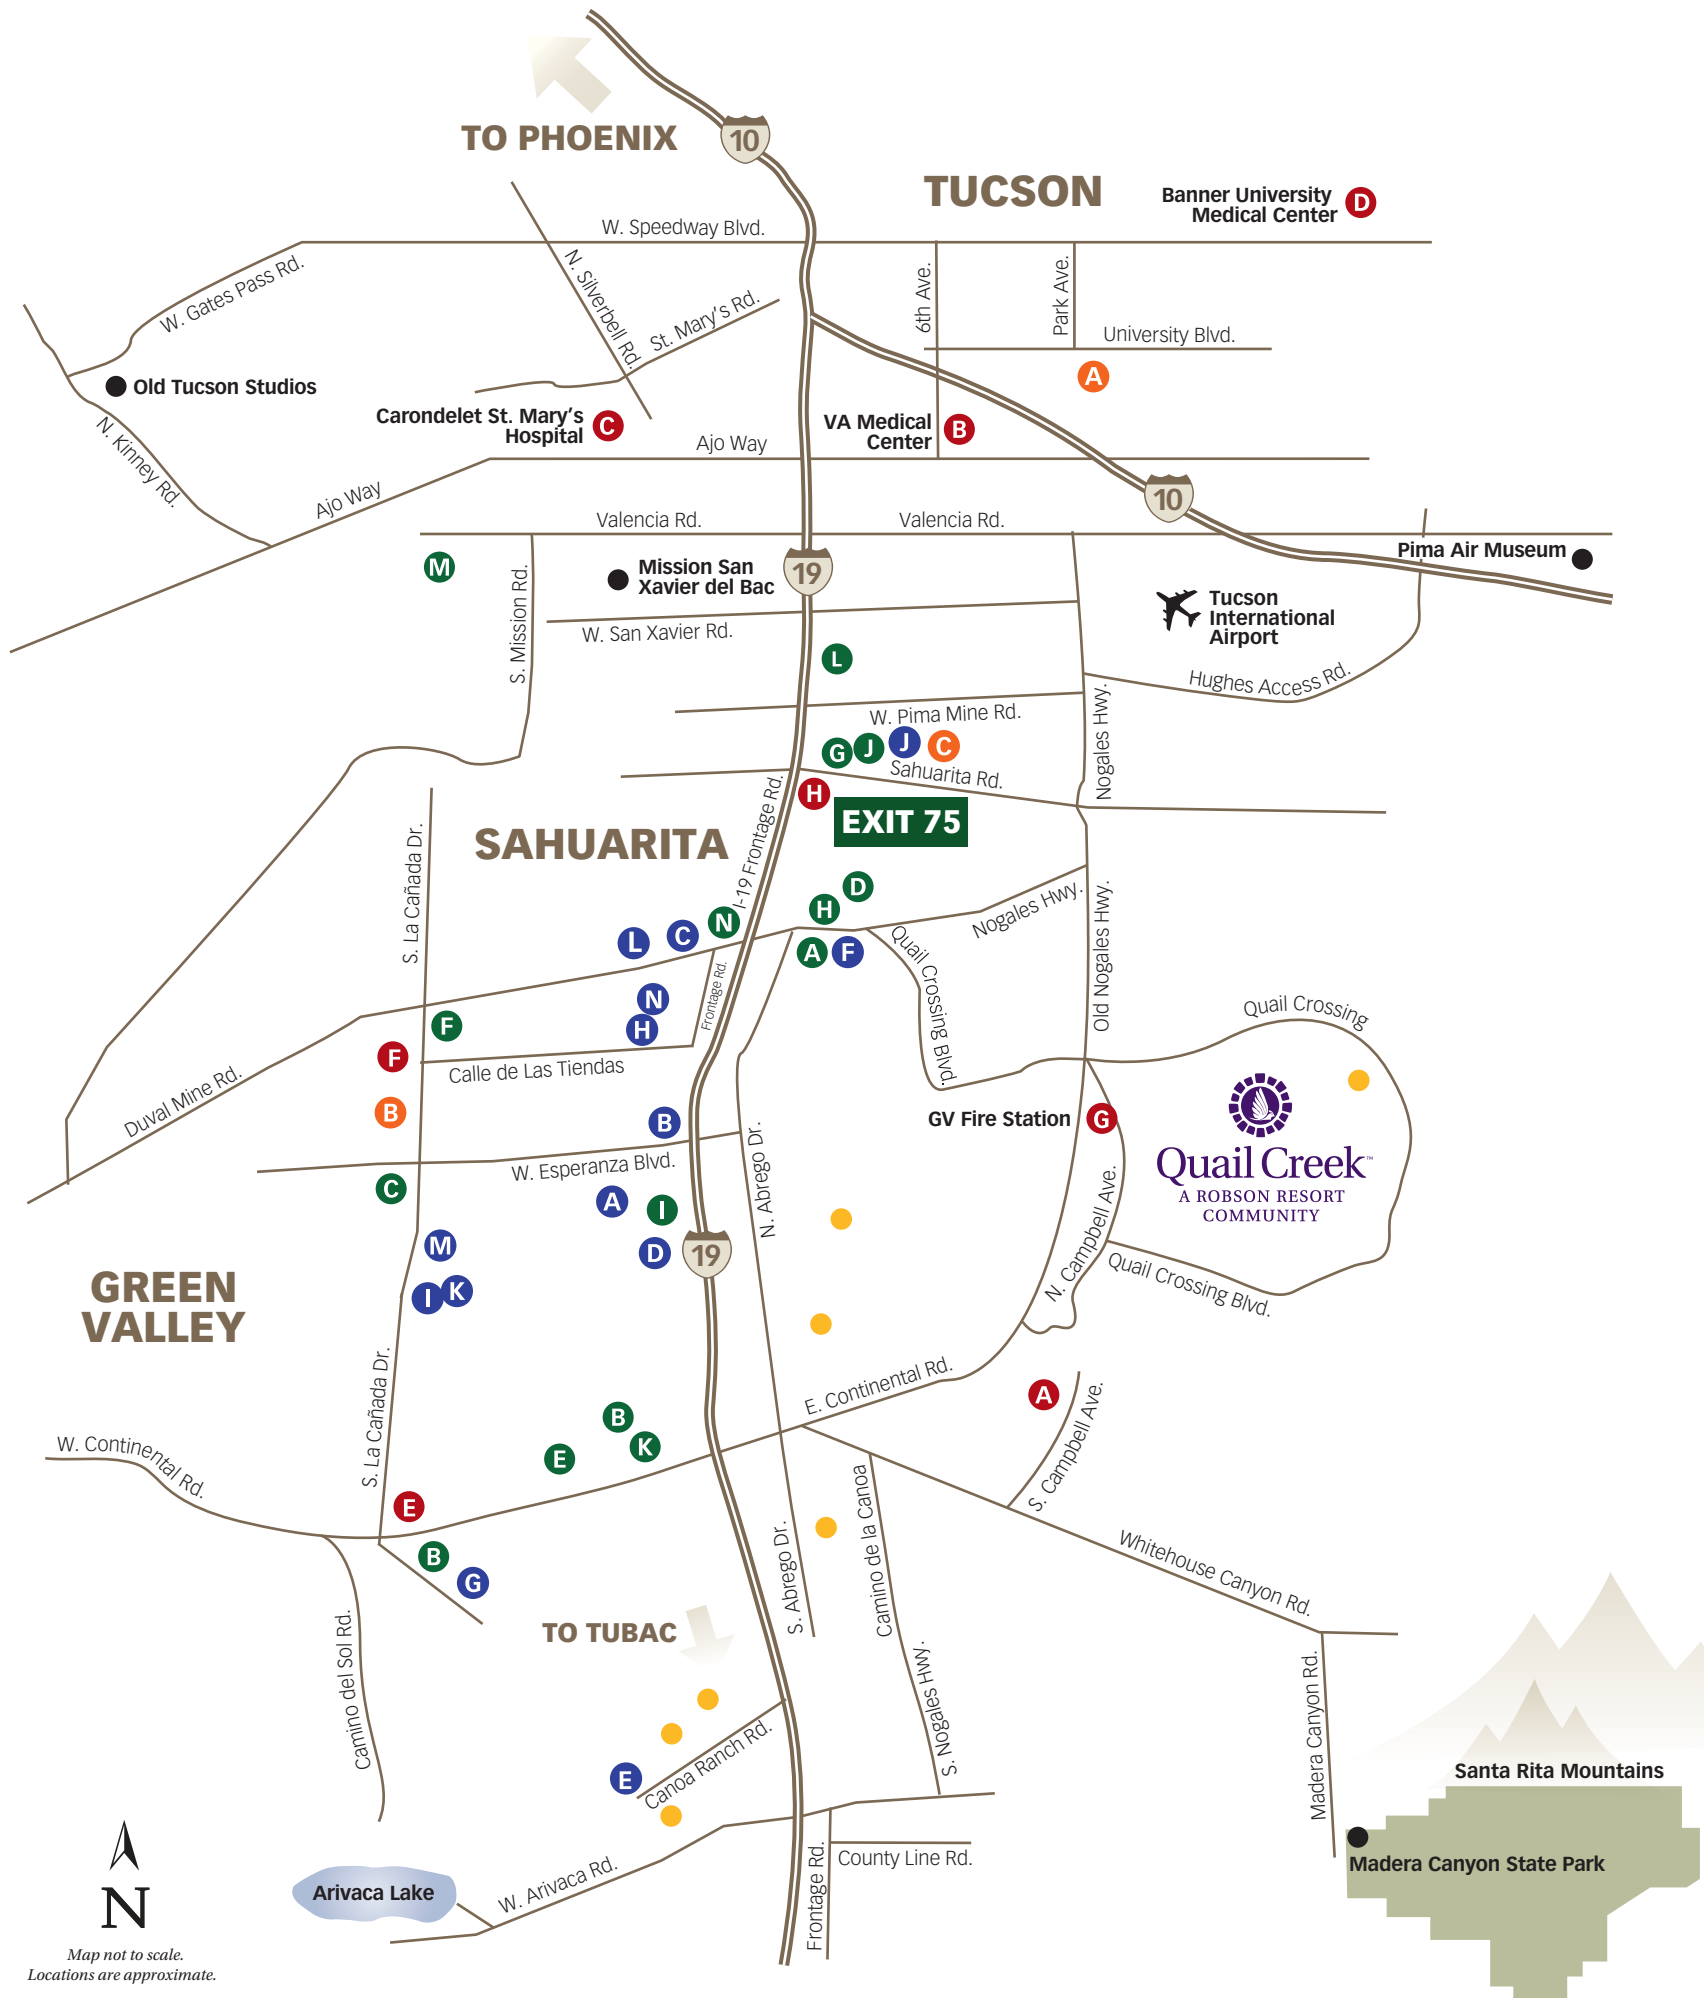 TO PHOENIX
10
TUCSON
Banner University
Medical Center
D
W. Speedway Blvd.
W. Gates Pass Rd.
N. Silverbell Rd.
St. Mary's Rd.
6th Ave.
Park Ave.
University Blvd.
A
Old Tucson Studios
Carondelet St. Mary's
Hospital
C
VA Medical
Center
B
N. Kinney Rd.
Ajo Way
Ajo Way
10
Valencia Rd.
Valencia Rd.
Pima Air Museum
M
S. Mission Rd.
Mission San
Xavier del Bac
19
Tucson
International
Airport
W. San Xavier Rd.
L
Hughes Access Rd.
W. Pima Mine Rd.
Nogales Hwy.
G
J
J
C
Sahuarita Rd.
H
EXIT 75
SAHUARITA
I-19 Frontage Rd.
S. La Cañada Dr.
D
H
N
C
L
A
F
Nogales Hwy.
Quail Crossing Blvd.
Old Nogales Hwy.
Frontage Rd.
N
H
F
F
Calle de Las Tiendas
Duval Mine Rd.
B
Quail Crossing
GV Fire Station
G
Quail Creek™
A ROBSON RESORT
COMMUNITY
B
W. Esperanza Blvd.
N. Abrego Dr.
C
A
I
D
19
M
I
K
GREEN
VALLEY
N. Campbell Ave.
Quail Crossing Blvd.
S. La Cañada Dr.
E. Continental Rd.
A
S. Campbell Ave.
B
K
E
W. Continental Rd.
E
B
G
S. Abrego Dr.
Camino de la Canoa
Whitehouse Canyon Rd.
TO TUBAC
Camino del Sol Rd.
S. Nogales Hwy.
Madera Canyon Rd.
E
Canoa Ranch Rd.
Santa Rita Mountains
Madera Canyon State Park
County Line Rd.
Frontage Rd.
W. Arivaca Rd.
Arivaca Lake
N
Map not to scale.
Locations are approximate.